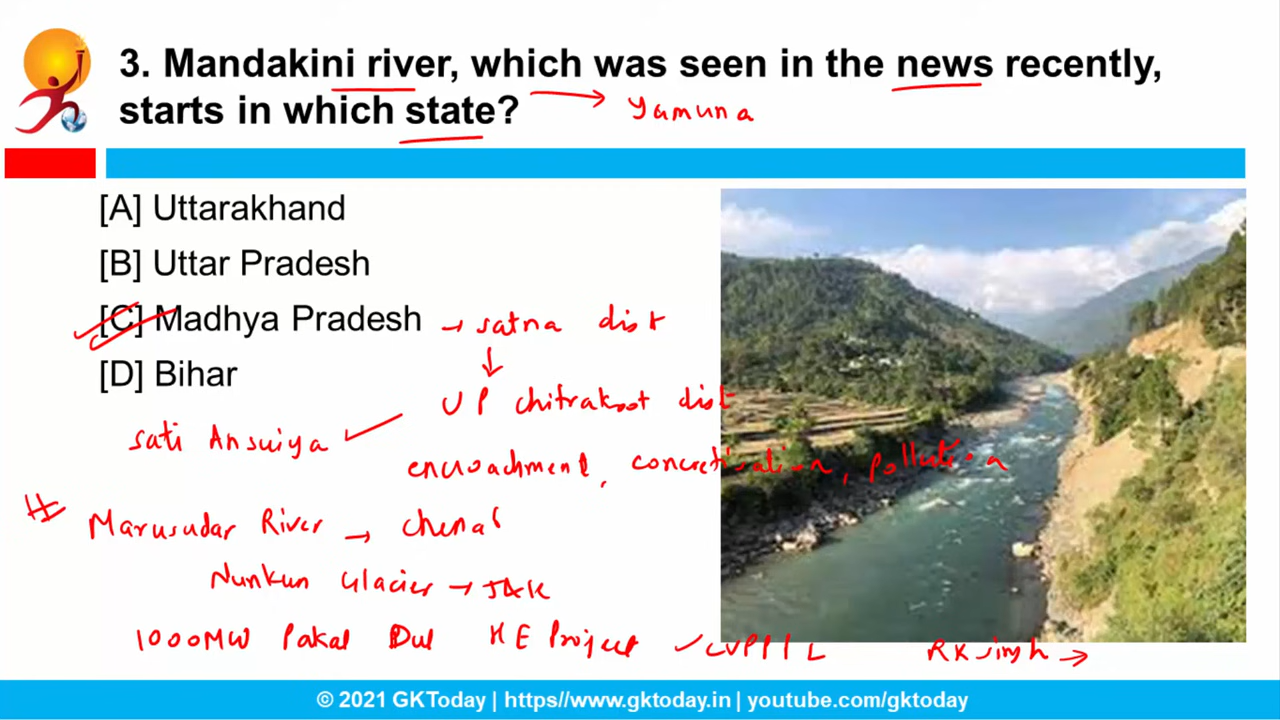 3. Mandakini river, which was seen in the news recently,
starts in which state?
Yamuna
[A] Uttarakhand
[B] Uttar Pradesh
[C] Madhya Pradesh → satna dist
[D] Bihar
UP chitrakoot dist
sati Ansuiya
encroachment, concretisation, pollution
Marusudar River → chenab
Nunkun Glacier → J&K
1000MW Pakal Dul HE Project CVPPPL RK singh →
© 2021 GKToday | https//www.gktoday.in | youtube.com/gktoday